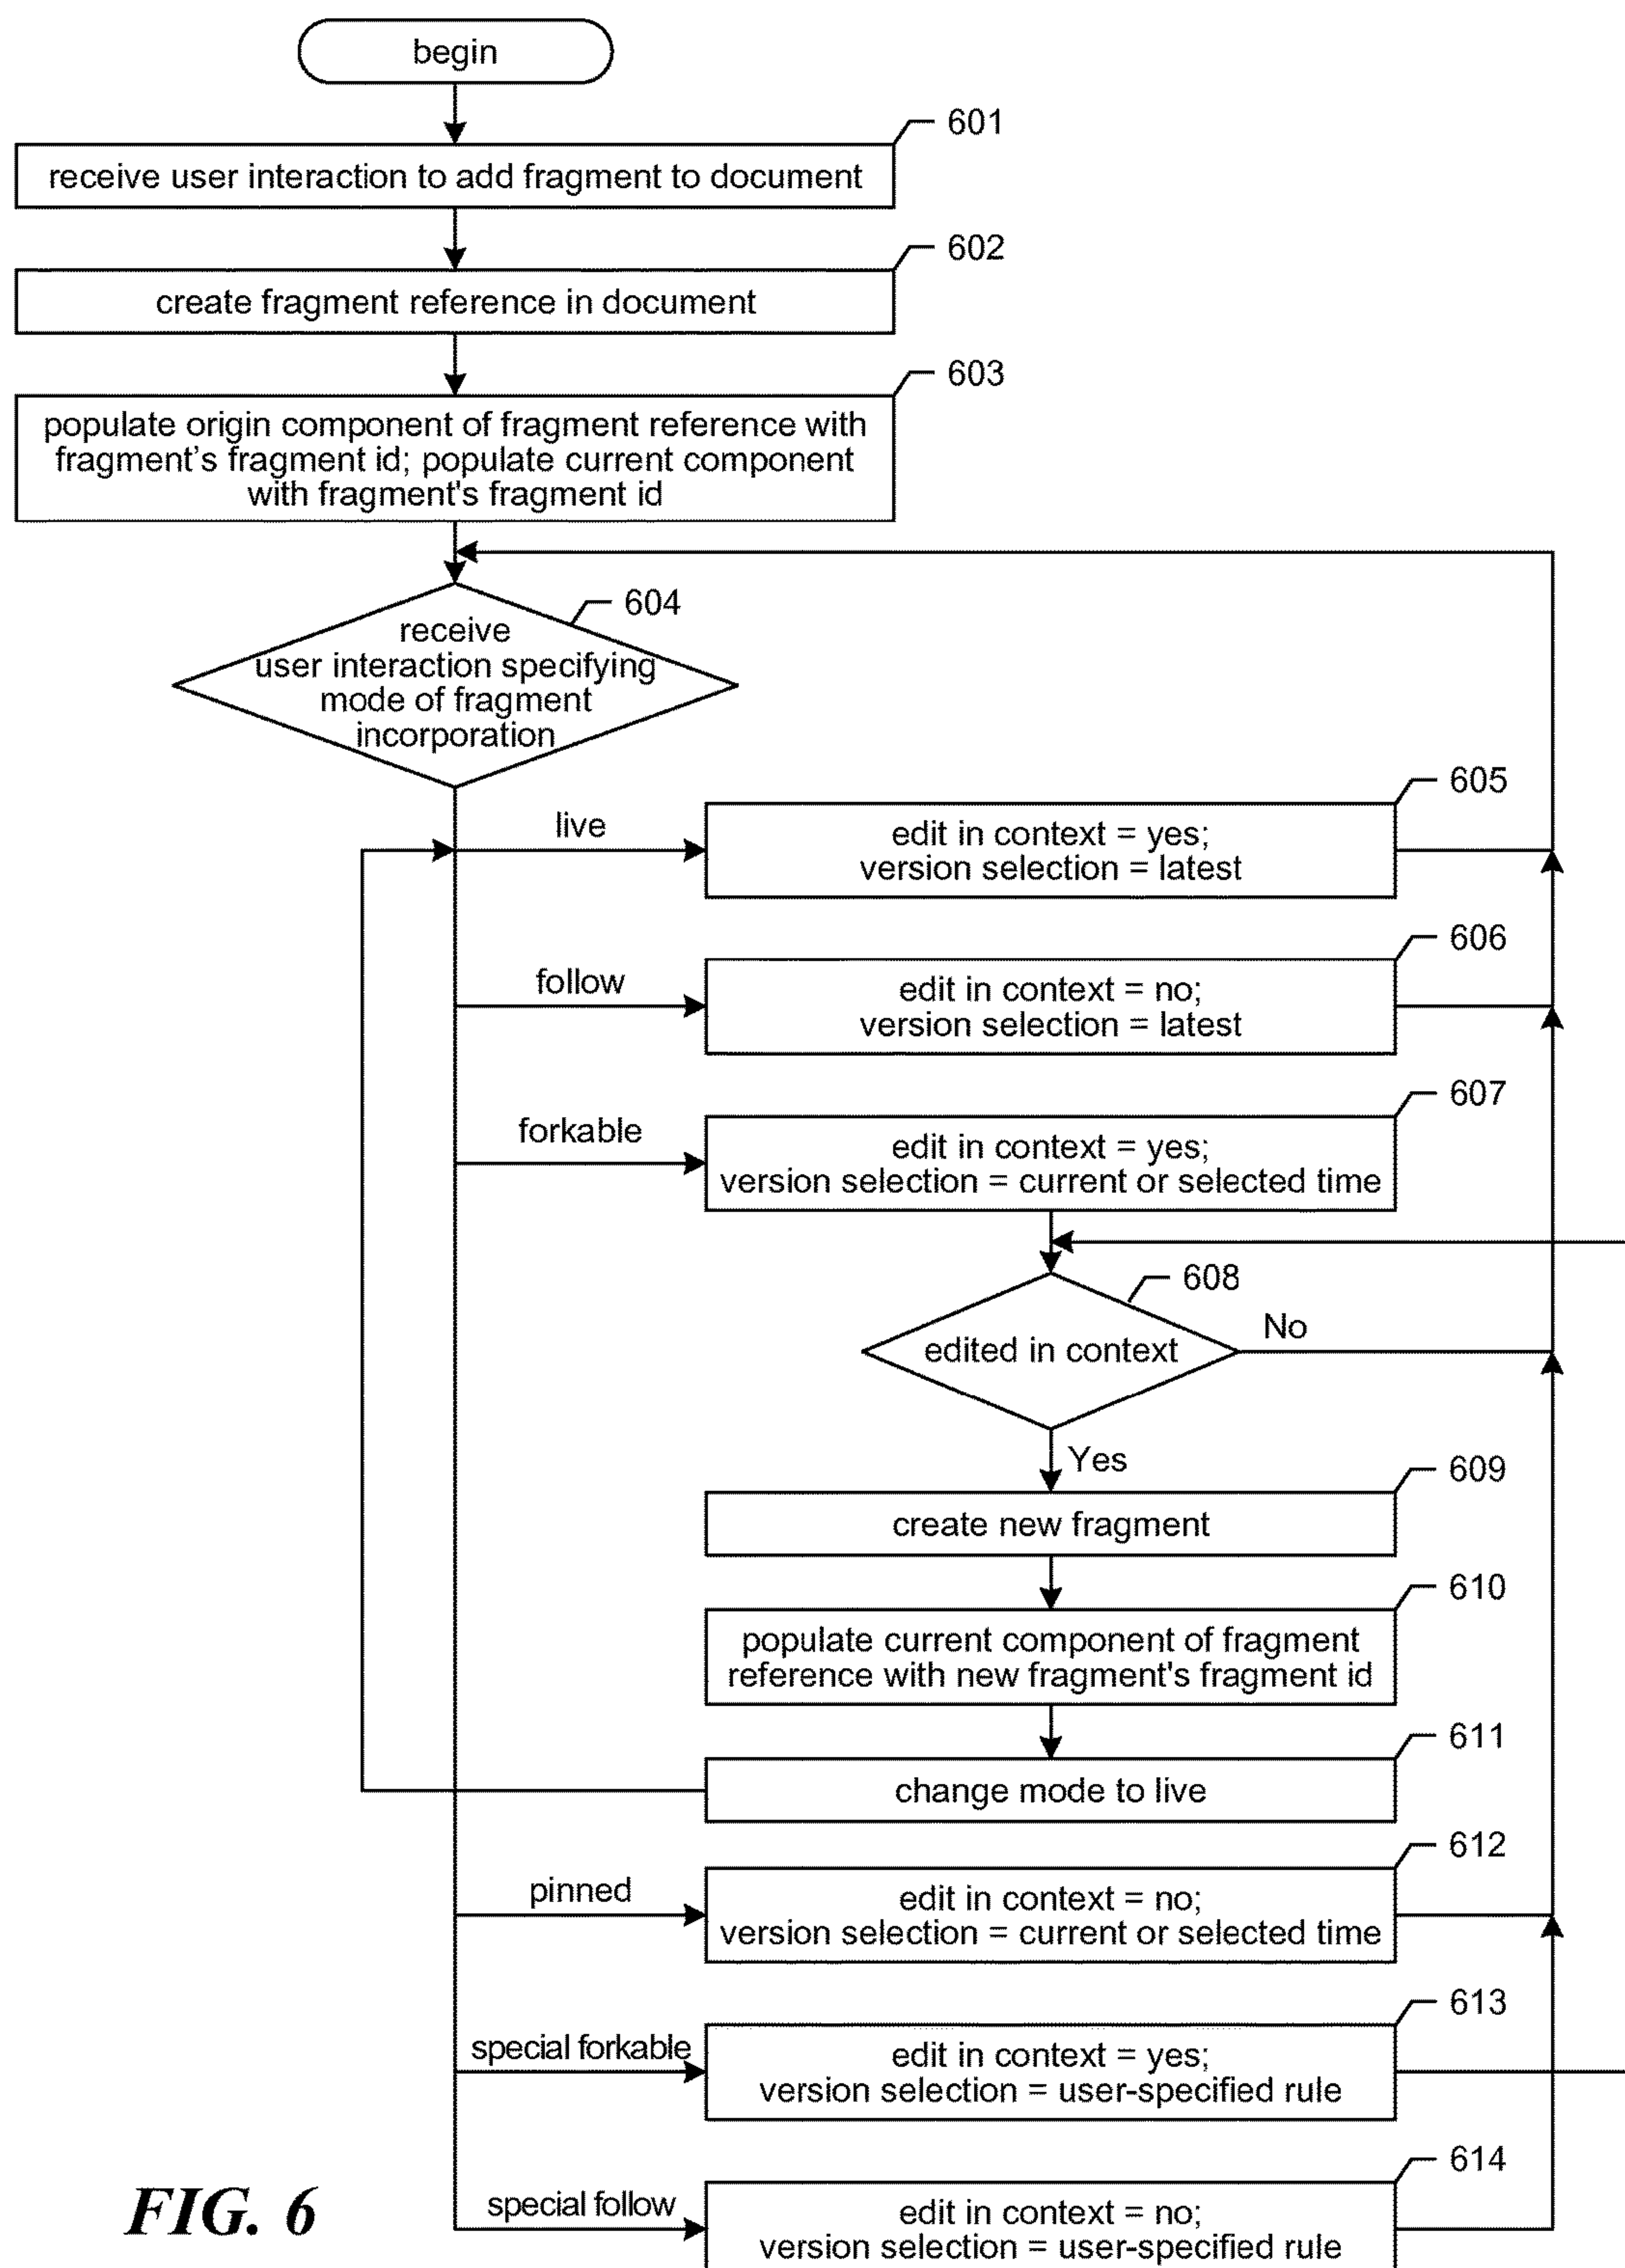 begin
601
receive user interaction to add fragment to document
602
create fragment reference in document
603
populate origin component of fragment reference with
fragment's fragment id; populate current component
with fragment's fragment id
604
receive
user interaction specifying
mode of fragment
incorporation
605
live
edit in context = yes;
version selection = latest
606
follow
edit in context = no;
version selection = latest
607
forkable
edit in context = yes;
version selection = current or selected time
608
edited in context
No
Yes
609
create new fragment
610
populate current component of fragment
reference with new fragment's fragment id
611
change mode to live
612
pinned
edit in context = no;
version selection = current or selected time
613
special forkable
edit in context = yes;
version selection = user-specified rule
614
special follow
edit in context = no;
version selection = user-specified rule
FIG. 6